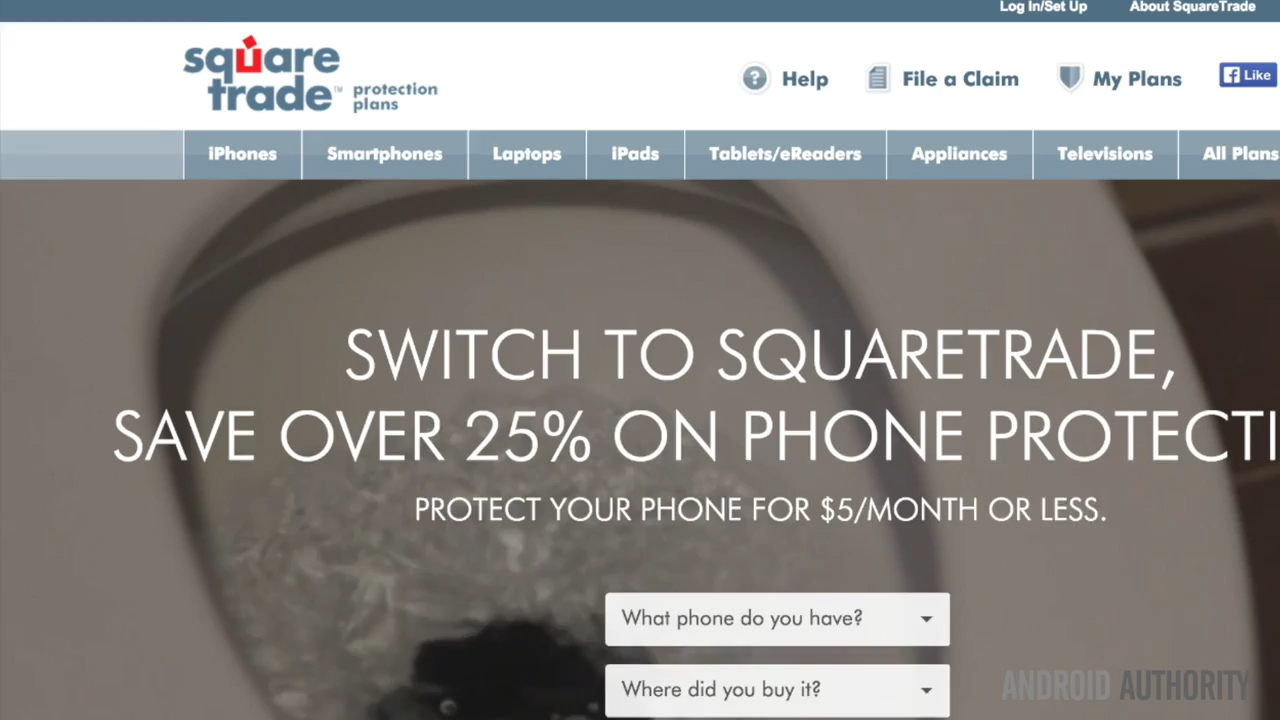 Log In/Set Up About SquareTrade
square
trade™ protection
plans
Help File a Claim My Plans Like
iPhones Smartphones Laptops iPads Tablets/eReaders Appliances Televisions All Plans
SWITCH TO SQUARETRADE,
SAVE OVER 25% ON PHONE PROTECTI
PROTECT YOUR PHONE FOR $5/MONTH OR LESS.
What phone do you have?
Where did you buy it?
ANDROID AUTHORITY